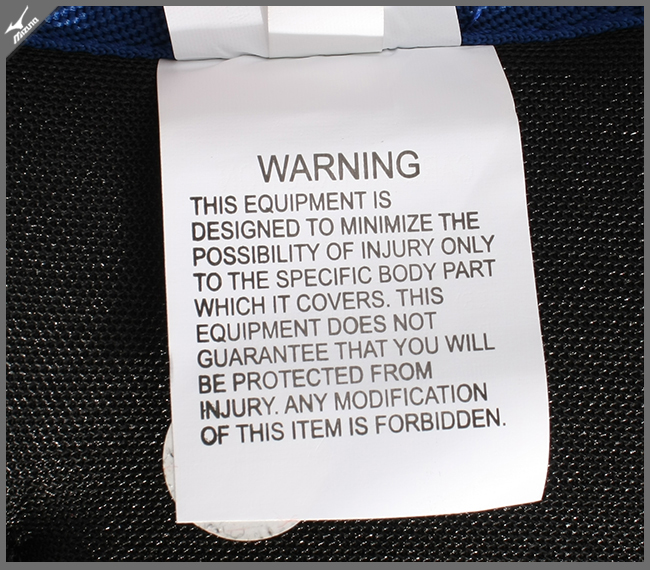 MIZUNO
WARNING
THIS EQUIPMENT IS
DESIGNED TO MINIMIZE THE
POSSIBILITY OF INJURY ONLY
TO THE SPECIFIC BODY PART
WHICH IT COVERS. THIS
EQUIPMENT DOES NOT
GUARANTEE THAT YOU WILL
BE PROTECTED FROM
INJURY. ANY MODIFICATION
OF THIS ITEM IS FORBIDDEN.